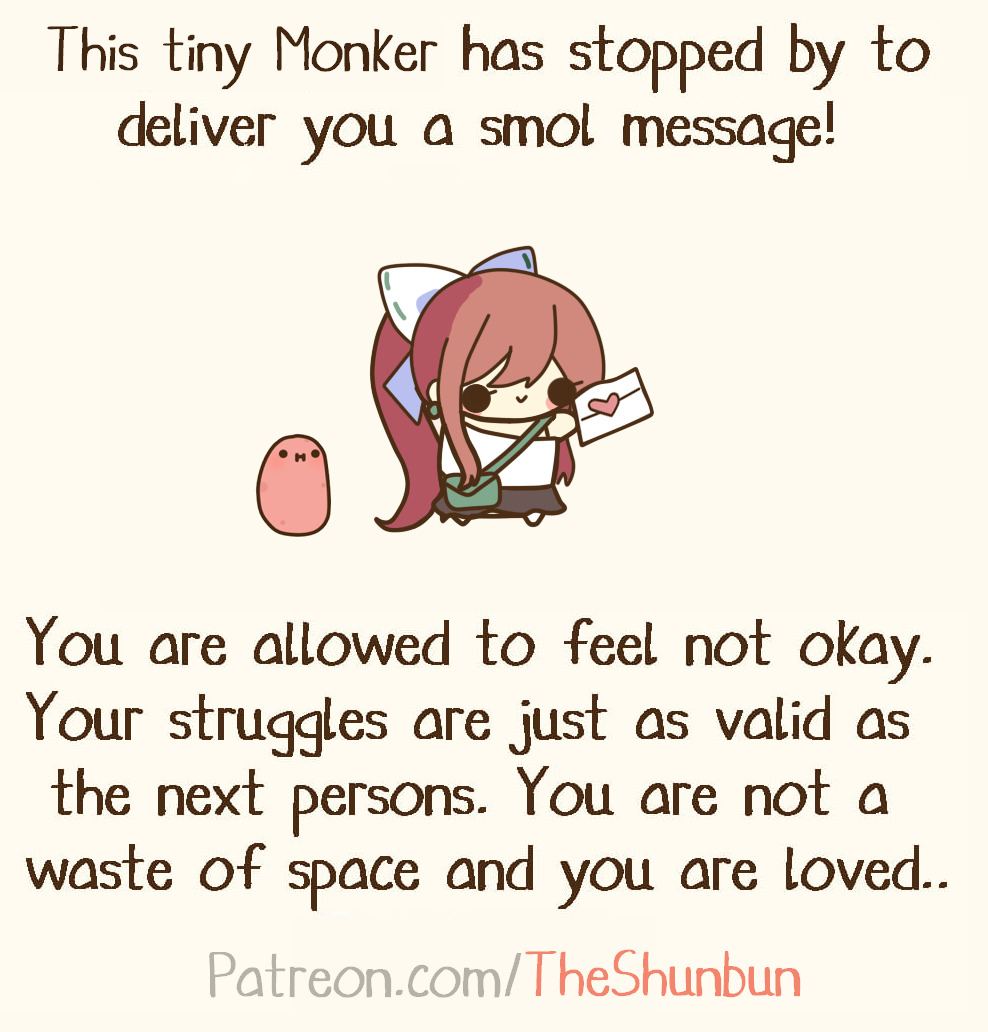 This tiny Monker has stopped by to
deliver you a smol message!
You are allowed to feel not okay.
Your struggles are just as valid as
the next persons. You are not a
waste of space and you are loved..
Patreon.com/TheShunbun